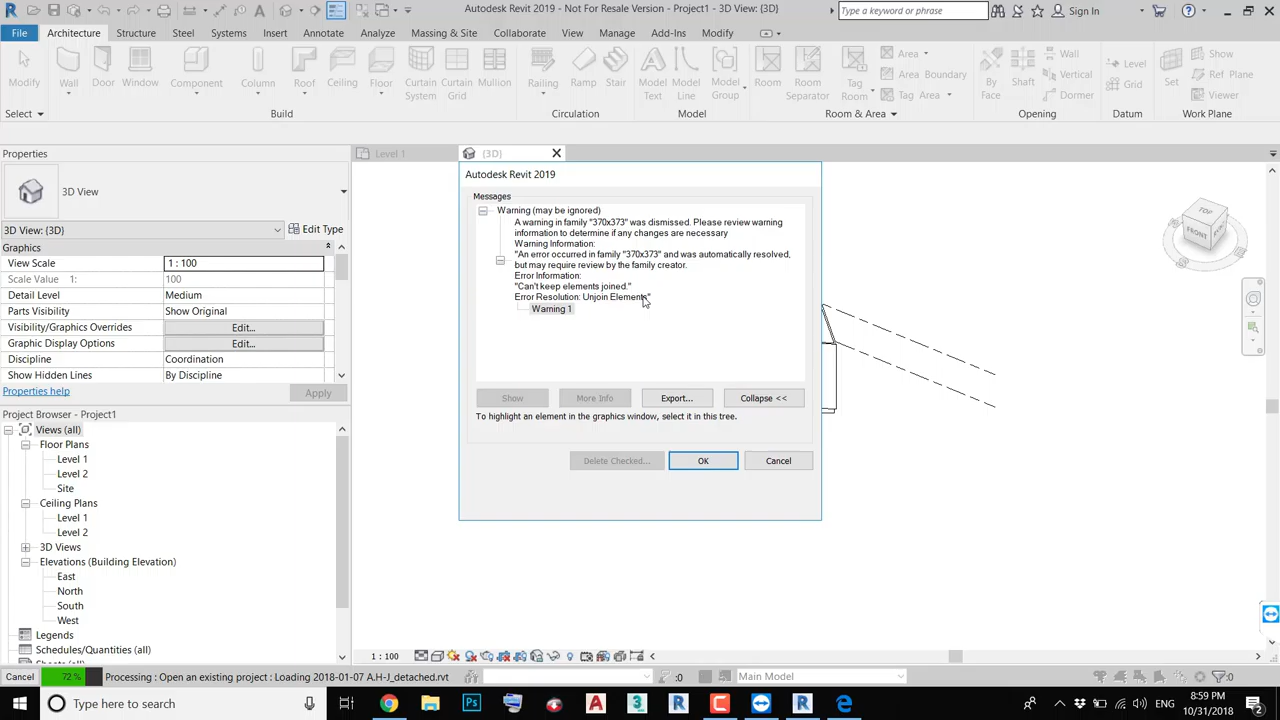 Autodesk Revit 2019 - Not For Resale Version - Project1 - 3D View: {3D}
Type a keyword or phrase
Sign In
File
Architecture
Structure
Steel
Systems
Insert
Annotate
Analyze
Massing & Site
Collaborate
View
Manage
Add-Ins
Modify
Modify
Wall
Door
Window
Component
Column
Roof
Ceiling
Floor
Curtain
System
Curtain
Grid
Mullion
Railing
Ramp
Stair
Model
Text
Model
Line
Model
Group
Room
Room
Separator
Tag
Room
Area
Area Boundary
Tag Area
By
Face
Shaft
Wall
Vertical
Dormer
Level
Grid
Set
Show
Ref Plane
Viewer
Select
Build
Circulation
Model
Room & Area
Opening
Datum
Work Plane
Properties
3D View
3D View: {3D}
Edit Type
Graphics
View Scale
1 : 100
Scale Value 1:
100
Detail Level
Medium
Parts Visibility
Show Original
Visibility/Graphics Overrides
Edit...
Graphic Display Options
Edit...
Discipline
Coordination
Show Hidden Lines
By Discipline
Properties help
Apply
Project Browser - Project1
Views (all)
Floor Plans
Level 1
Level 2
Site
Ceiling Plans
Level 1
Level 2
3D Views
Elevations (Building Elevation)
East
North
South
West
Legends
Schedules/Quantities (all)
Sheets (all)
Level 1
{3D}
Autodesk Revit 2019
Messages
Warning (may be ignored)
A warning in family "370x373" was dismissed. Please review warning
information to determine if any changes are necessary
Warning Information:
"An error occurred in family "370x373" and was automatically resolved,
but may require review by the family creator.
Error Information:
"Can't keep elements joined."
Error Resolution: Unjoin Elements"
Warning 1
Show
More Info
Export...
Collapse <<
To highlight an element in the graphics window, select it in this tree.
Delete Checked...
OK
Cancel
TOP
FRONT
1 : 100
Cancel
72 %
Processing : Open an existing project : Loading 2018-01-07 A.H-J_detached.rvt
:0
Main Model
:0
Type here to search
ENG
8:59 PM
10/31/2018